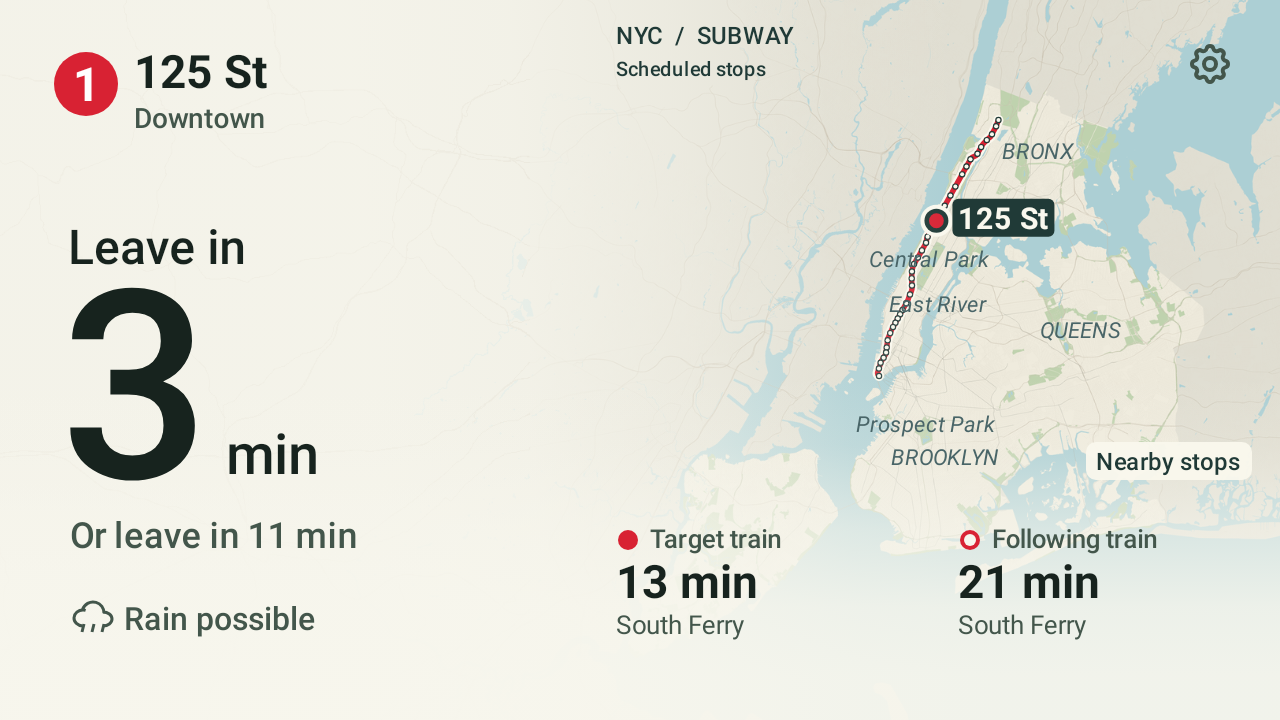 1
125 St
Downtown
Leave in
3 min
Or leave in 11 min
Rain possible
NYC / SUBWAY
Scheduled stops
BRONX
125 St
Central Park
East River
QUEENS
Prospect Park
BROOKLYN
Nearby stops
Target train
13 min
South Ferry
Following train
21 min
South Ferry